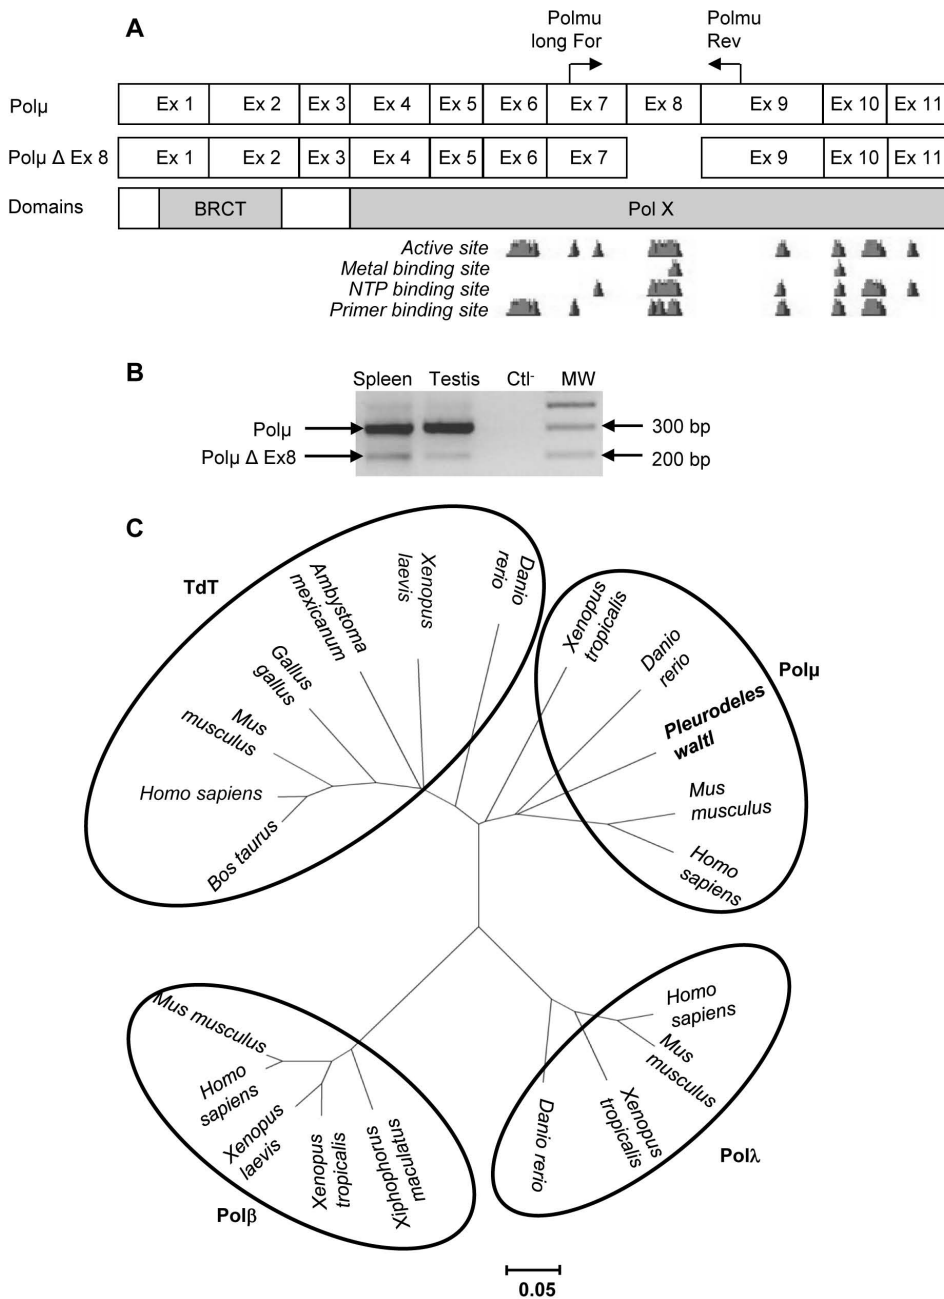 A
Polmu
long For
Polmu
Rev
Polμ
Ex 1
Ex 2
Ex 3
Ex 4
Ex 5
Ex 6
Ex 7
Ex 8
Ex 9
Ex 10
Ex 11
Polμ Δ Ex 8
Ex 1
Ex 2
Ex 3
Ex 4
Ex 5
Ex 6
Ex 7
Ex 9
Ex 10
Ex 11
Domains
BRCT
Pol X
Active site
Metal binding site
NTP binding site
Primer binding site
B
Spleen
Testis
Ctl-
MW
Polμ
Polμ Δ Ex8
300 bp
200 bp
C
TdT
Danio
rerio
Xenopus
laevis
Ambystoma
mexicanum
Gallus
gallus
Mus
musculus
Homo sapiens
Bos taurus
Polμ
Xenopus
tropicalis
Danio
rerio
Pleurodeles
waltl
Mus
musculus
Homo
sapiens
Mus musculus
Homo
sapiens
Xenopus
laevis
Xenopus
tropicalis
Xiphophorus
maculatus
Polβ
Homo
sapiens
Mus
musculus
Xenopus
tropicalis
Danio rerio
Polλ
0.05